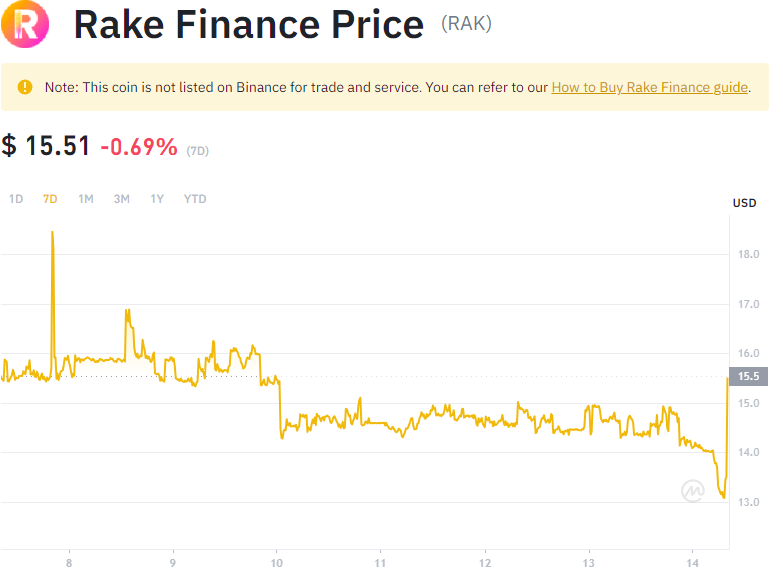 R
Rake Finance Price (RAK)
! Note: This coin is not listed on Binance for trade and service. You can refer to our How to Buy Rake Finance guide.
$ 15.51 -0.69% (7D)
1D 7D 1M 3M 1Y YTD
USD
18.0
17.0
16.0
15.5
15.0
14.0
13.0
8 9 10 11 12 13 14